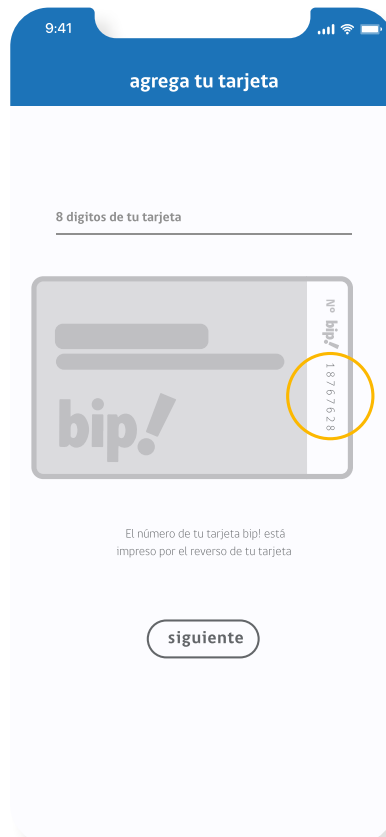 9:41
agrega tu tarjeta
8 digitos de tu tarjeta
Nº bip! 18767628
bip!
El número de tu tarjeta bip! está
impreso por el reverso de tu tarjeta
siguiente